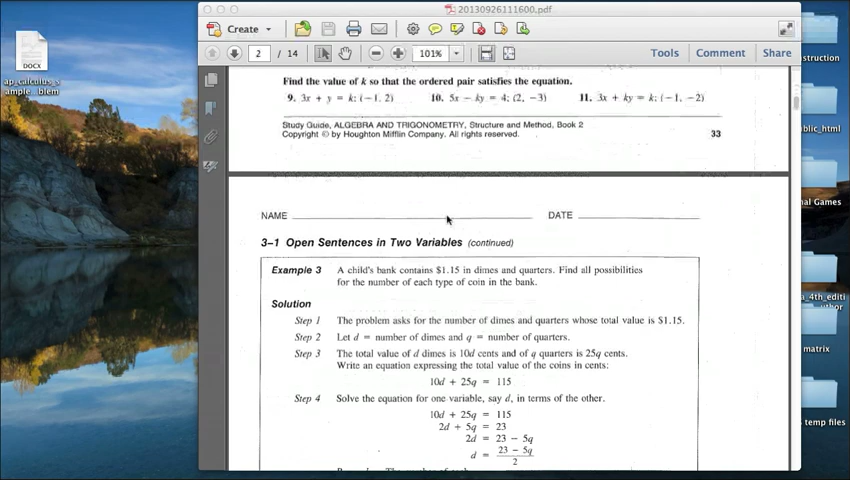 20130926111600.pdf
Create
2 / 14
101%
Tools Comment Share
DOCX
ap_calculus_s
ample_ ...blem
Find the value of k so that the ordered pair satisfies the equation.
9. 3x + y = k; (−1, 2) 10. 5x − ky = 4; (2, −3) 11. 3x + ky = k; (−1, −2)
Study Guide, ALGEBRA AND TRIGONOMETRY, Structure and Method, Book 2
Copyright © by Houghton Mifflin Company. All rights reserved.
33
NAME DATE
3–1 Open Sentences in Two Variables (continued)
Example 3 A child's bank contains $1.15 in dimes and quarters. Find all possibilities
for the number of each type of coin in the bank.
Solution
Step 1 The problem asks for the number of dimes and quarters whose total value is $1.15.
Step 2 Let d = number of dimes and q = number of quarters.
Step 3 The total value of d dimes is 10d cents and of q quarters is 25q cents.
Write an equation expressing the total value of the coins in cents:
10d + 25q = 115
Step 4 Solve the equation for one variable, say d, in terms of the other.
10d + 25q = 115
2d + 5q = 23
2d = 23 − 5q
d = 23 − 5q
2
struction
blic_html
nal Games
a_4th_editi
uthor
matrix
s temp files